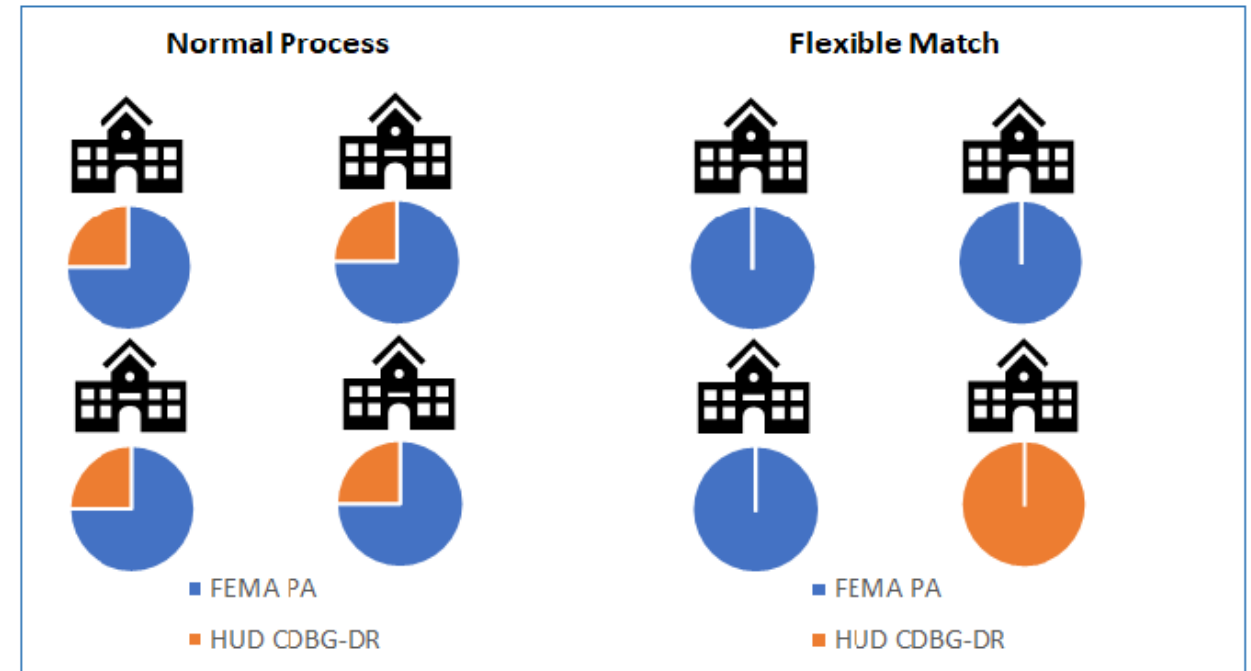 Normal Process
Flexible Match
FEMA PA
HUD CDBG-DR
FEMA PA
HUD CDBG-DR